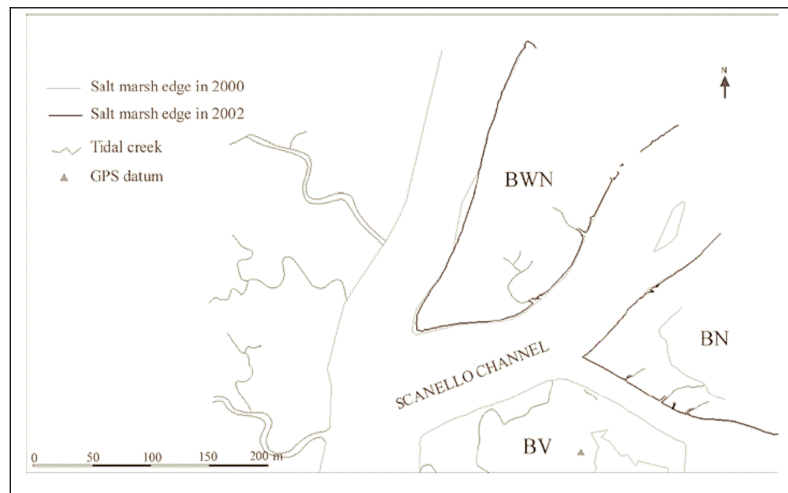 N
Salt marsh edge in 2000
Salt marsh edge in 2002
Tidal creek
GPS datum
BWN
BN
SCANELLO CHANNEL
BV
0 50 100 150 200 m